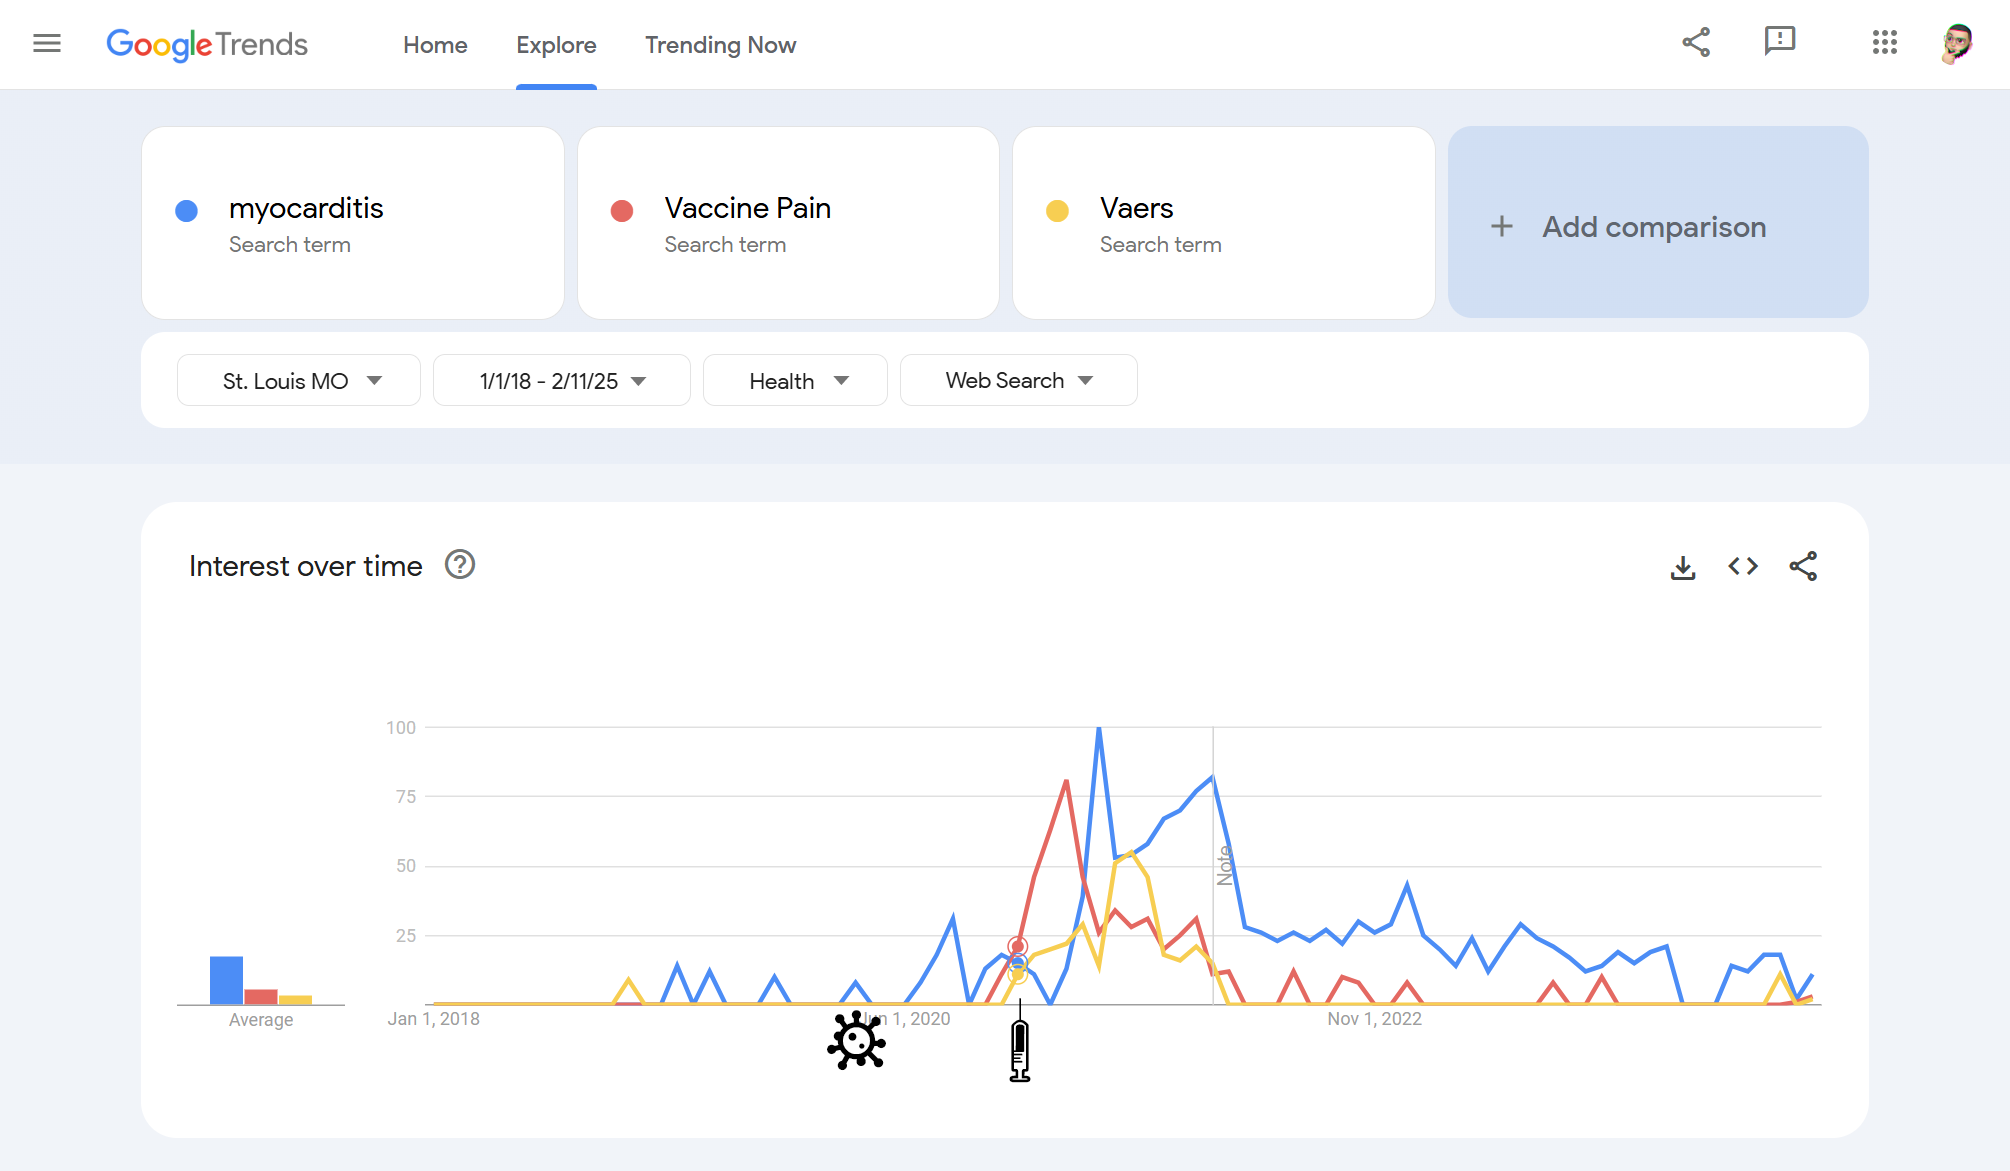 Google Trends Home Explore Trending Now
myocarditis
Search term
Vaccine Pain
Search term
Vaers
Search term
+ Add comparison
St. Louis MO 1/1/18 - 2/11/25 Health Web Search
Interest over time
100
75
50
25
Note
Average
Jan 1, 2018 un 1, 2020 Nov 1, 2022